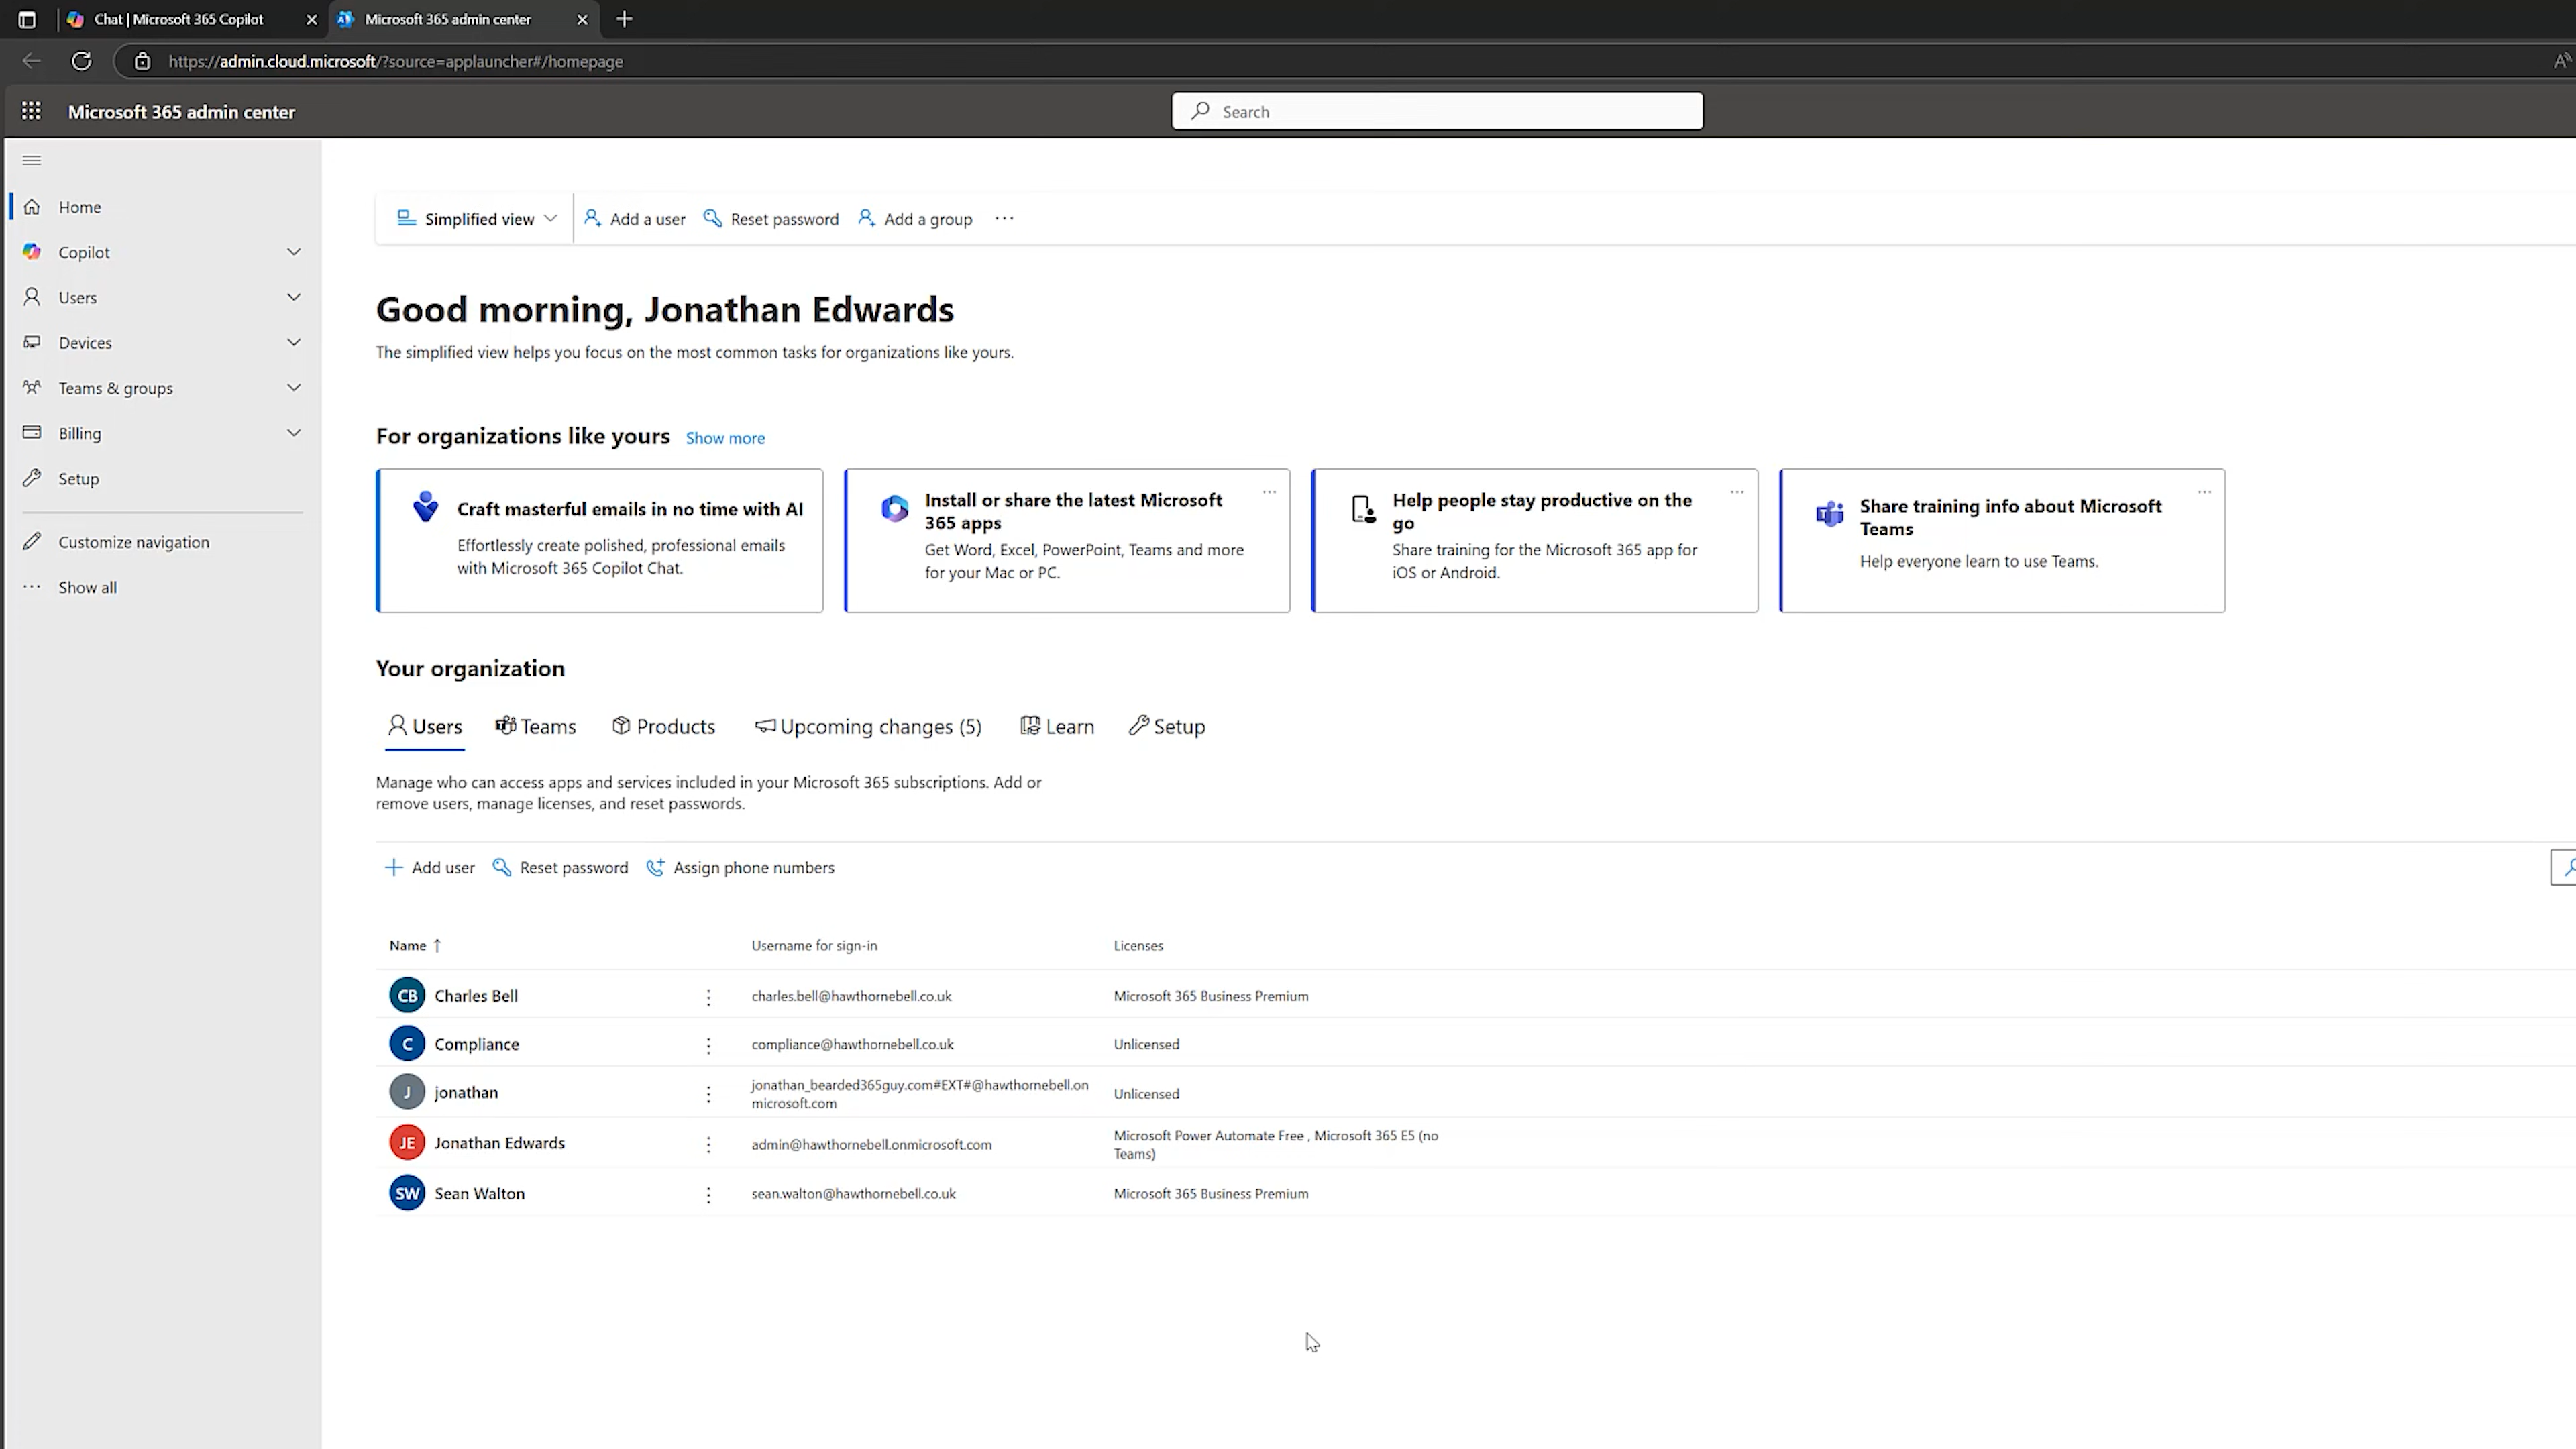 Chat | Microsoft 365 Copilot
Microsoft 365 admin center
https://admin.cloud.microsoft/?source=applauncher#/homepage
Microsoft 365 admin center
Search
Home
Copilot
Users
Devices
Teams & groups
Billing
Setup
Customize navigation
Show all
Simplified view
Add a user
Reset password
Add a group
Good morning, Jonathan Edwards
The simplified view helps you focus on the most common tasks for organizations like yours.
For organizations like yours
Show more
Craft masterful emails in no time with AI
Effortlessly create polished, professional emails
with Microsoft 365 Copilot Chat.
Install or share the latest Microsoft
365 apps
Get Word, Excel, PowerPoint, Teams and more
for your Mac or PC.
Help people stay productive on the
go
Share training for the Microsoft 365 app for
iOS or Android.
Share training info about Microsoft
Teams
Help everyone learn to use Teams.
Your organization
Users
Teams
Products
Upcoming changes (5)
Learn
Setup
Manage who can access apps and services included in your Microsoft 365 subscriptions. Add or
remove users, manage licenses, and reset passwords.
Add user
Reset password
Assign phone numbers
Name ↑
Username for sign-in
Licenses
CB
Charles Bell
charles.bell@hawthornebell.co.uk
Microsoft 365 Business Premium
C
Compliance
compliance@hawthornebell.co.uk
Unlicensed
J
jonathan
jonathan_bearded365guy.com#EXT#@hawthornebell.on
microsoft.com
Unlicensed
JE
Jonathan Edwards
admin@hawthornebell.onmicrosoft.com
Microsoft Power Automate Free , Microsoft 365 E5 (no
Teams)
SW
Sean Walton
sean.walton@hawthornebell.co.uk
Microsoft 365 Business Premium